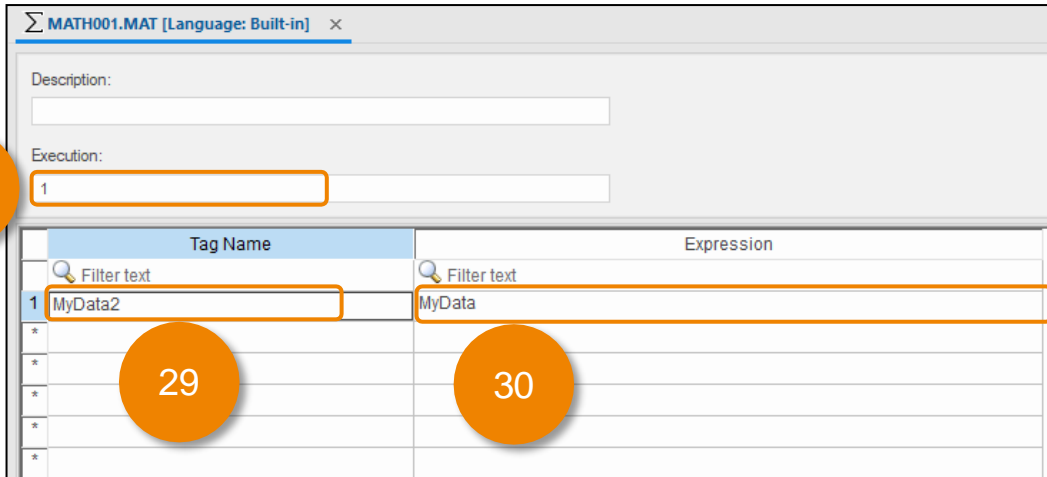 ∑ MATH001.MAT [Language: Built-in] ×
Description:
Execution:
1
Tag Name Expression
Filter text Filter text
1 MyData2 MyData
*
*
*
*
*
29 30